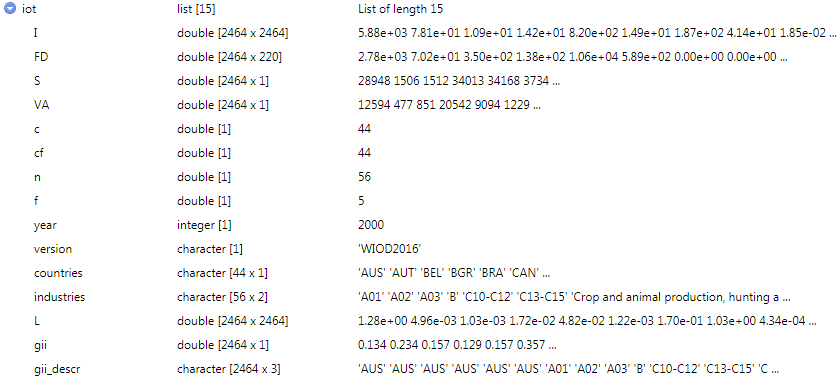 iot list [15] List of length 15
I double [2464 x 2464] 5.88e+03 7.81e+01 1.09e+01 1.42e+01 8.20e+02 1.49e+01 1.87e+02 4.14e+01 1.85e-02 ...
FD double [2464 x 220] 2.78e+03 7.02e+01 3.50e+02 1.38e+02 1.06e+04 5.89e+02 0.00e+00 0.00e+00 ...
S double [2464 x 1] 28948 1506 1512 34013 34168 3734 ...
VA double [2464 x 1] 12594 477 851 20542 9094 1229 ...
c double [1] 44
cf double [1] 44
n double [1] 56
f double [1] 5
year integer [1] 2000
version character [1] 'WIOD2016'
countries character [44 x 1] 'AUS' 'AUT' 'BEL' 'BGR' 'BRA' 'CAN' ...
industries character [56 x 2] 'A01' 'A02' 'A03' 'B' 'C10-C12' 'C13-C15' 'Crop and animal production, hunting a ...
L double [2464 x 2464] 1.28e+00 4.96e-03 1.03e-03 1.72e-02 4.82e-02 1.22e-03 1.70e-01 1.03e+00 4.34e-04 ...
gii double [2464 x 1] 0.134 0.234 0.157 0.129 0.157 0.357 ...
gii_descr character [2464 x 3] 'AUS' 'AUS' 'AUS' 'AUS' 'AUS' 'AUS' 'A01' 'A02' 'A03' 'B' 'C10-C12' 'C13-C15' 'C ...